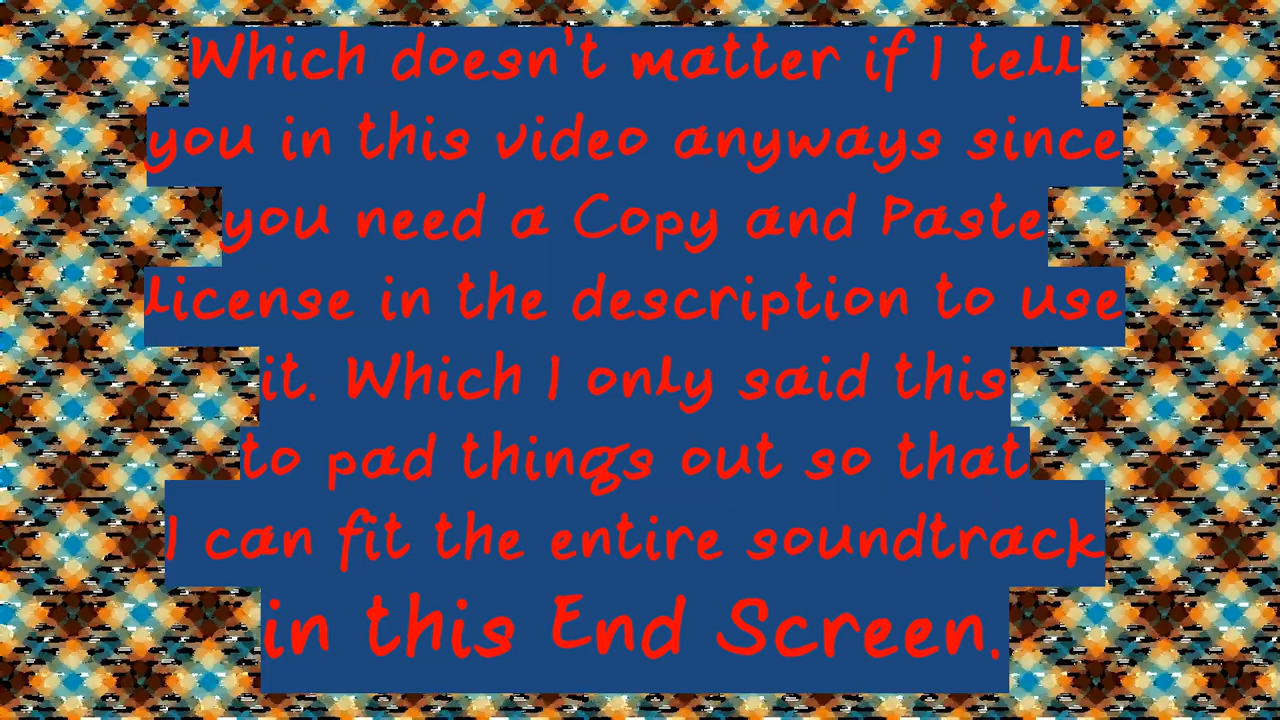 Which doesn't matter if I tell
you in this video anyways since
you need a Copy and Paste
license in the description to use
it. Which I only said this
to pad things out so that
I can fit the entire soundtrack
in this End Screen.